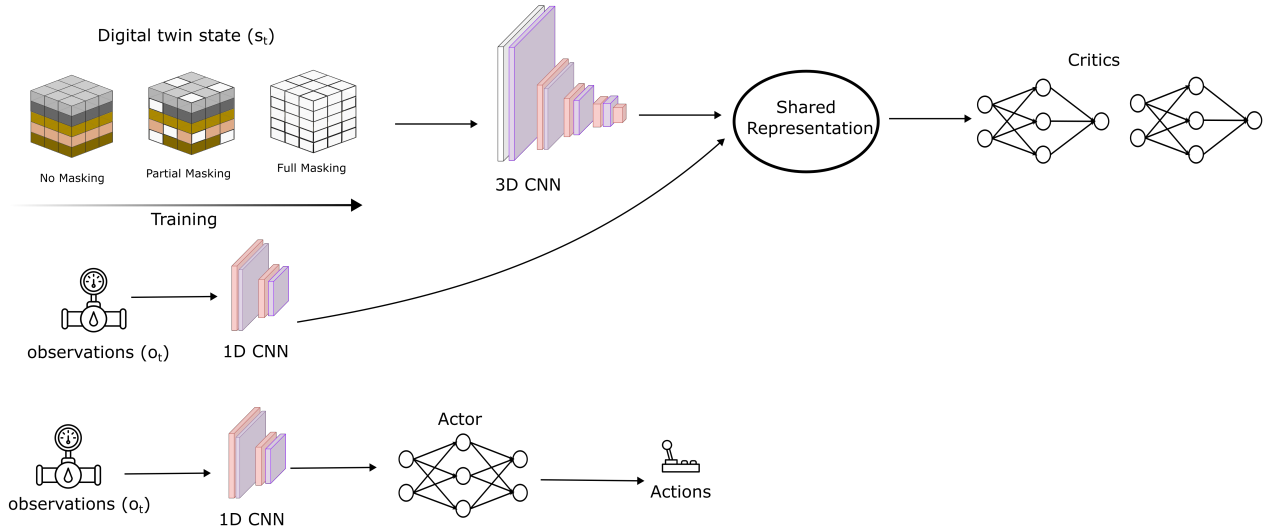 Digital twin state (sₜ)
No Masking
Partial Masking
Full Masking
Training
3D CNN
Shared
Representation
Critics
observations (oₜ)
1D CNN
observations (oₜ)
1D CNN
Actor
Actions